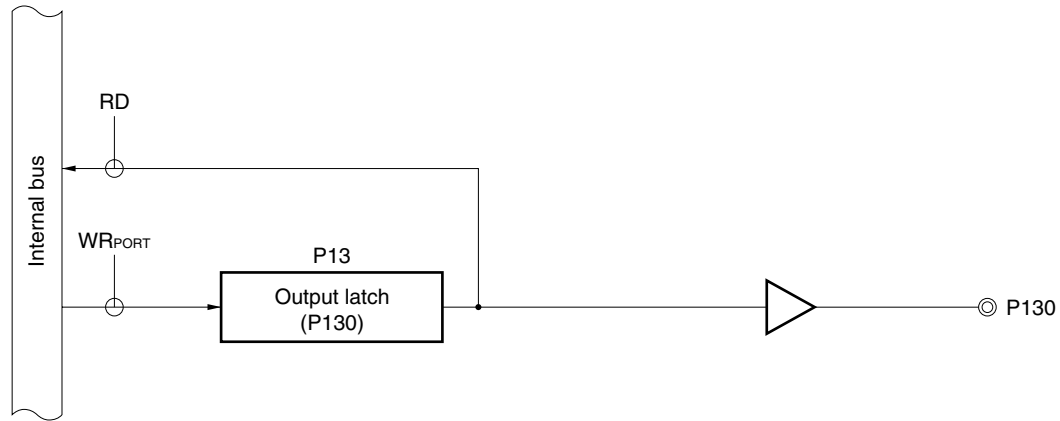 RD
Internal bus
WRPORT
P13
Output latch
(P130)
P130